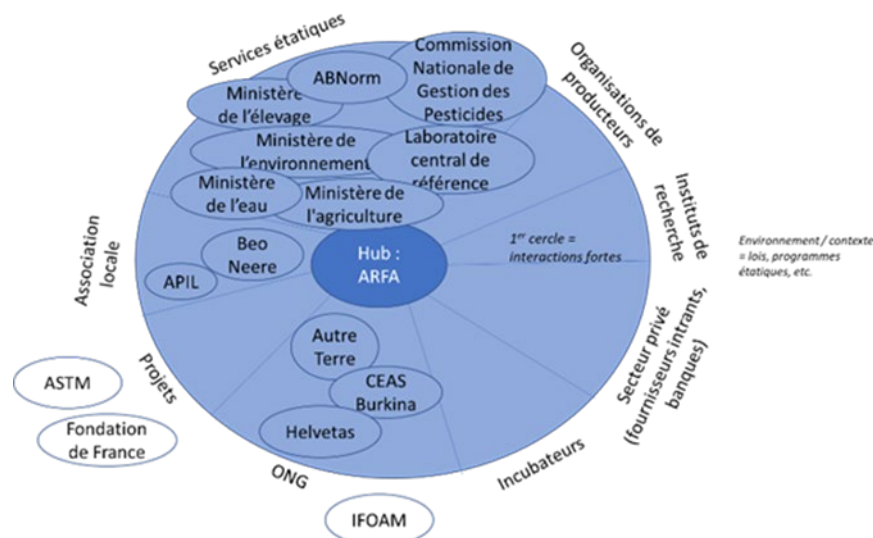 Services étatiques
Commission
Nationale de
Gestion des
Pesticides
ABNorm
Organisations de
producteurs
Ministère
de l'élevage
Ministère de
l'environnement
Laboratoire
central de
référence
Ministère
de l'eau
Ministère de
l'agriculture
Instituts de
recherche
Association
locale
Beo
Neere
APIL
Hub :
ARFA
1er cercle =
interactions fortes
Environnement / contexte
= lois, programmes
étatiques, etc.
Autre
Terre
CEAS
Burkina
Helvetas
Secteur privé
(fournisseurs intrants,
banques)
Projets
ASTM
Fondation
de France
ONG
Incubateurs
IFOAM